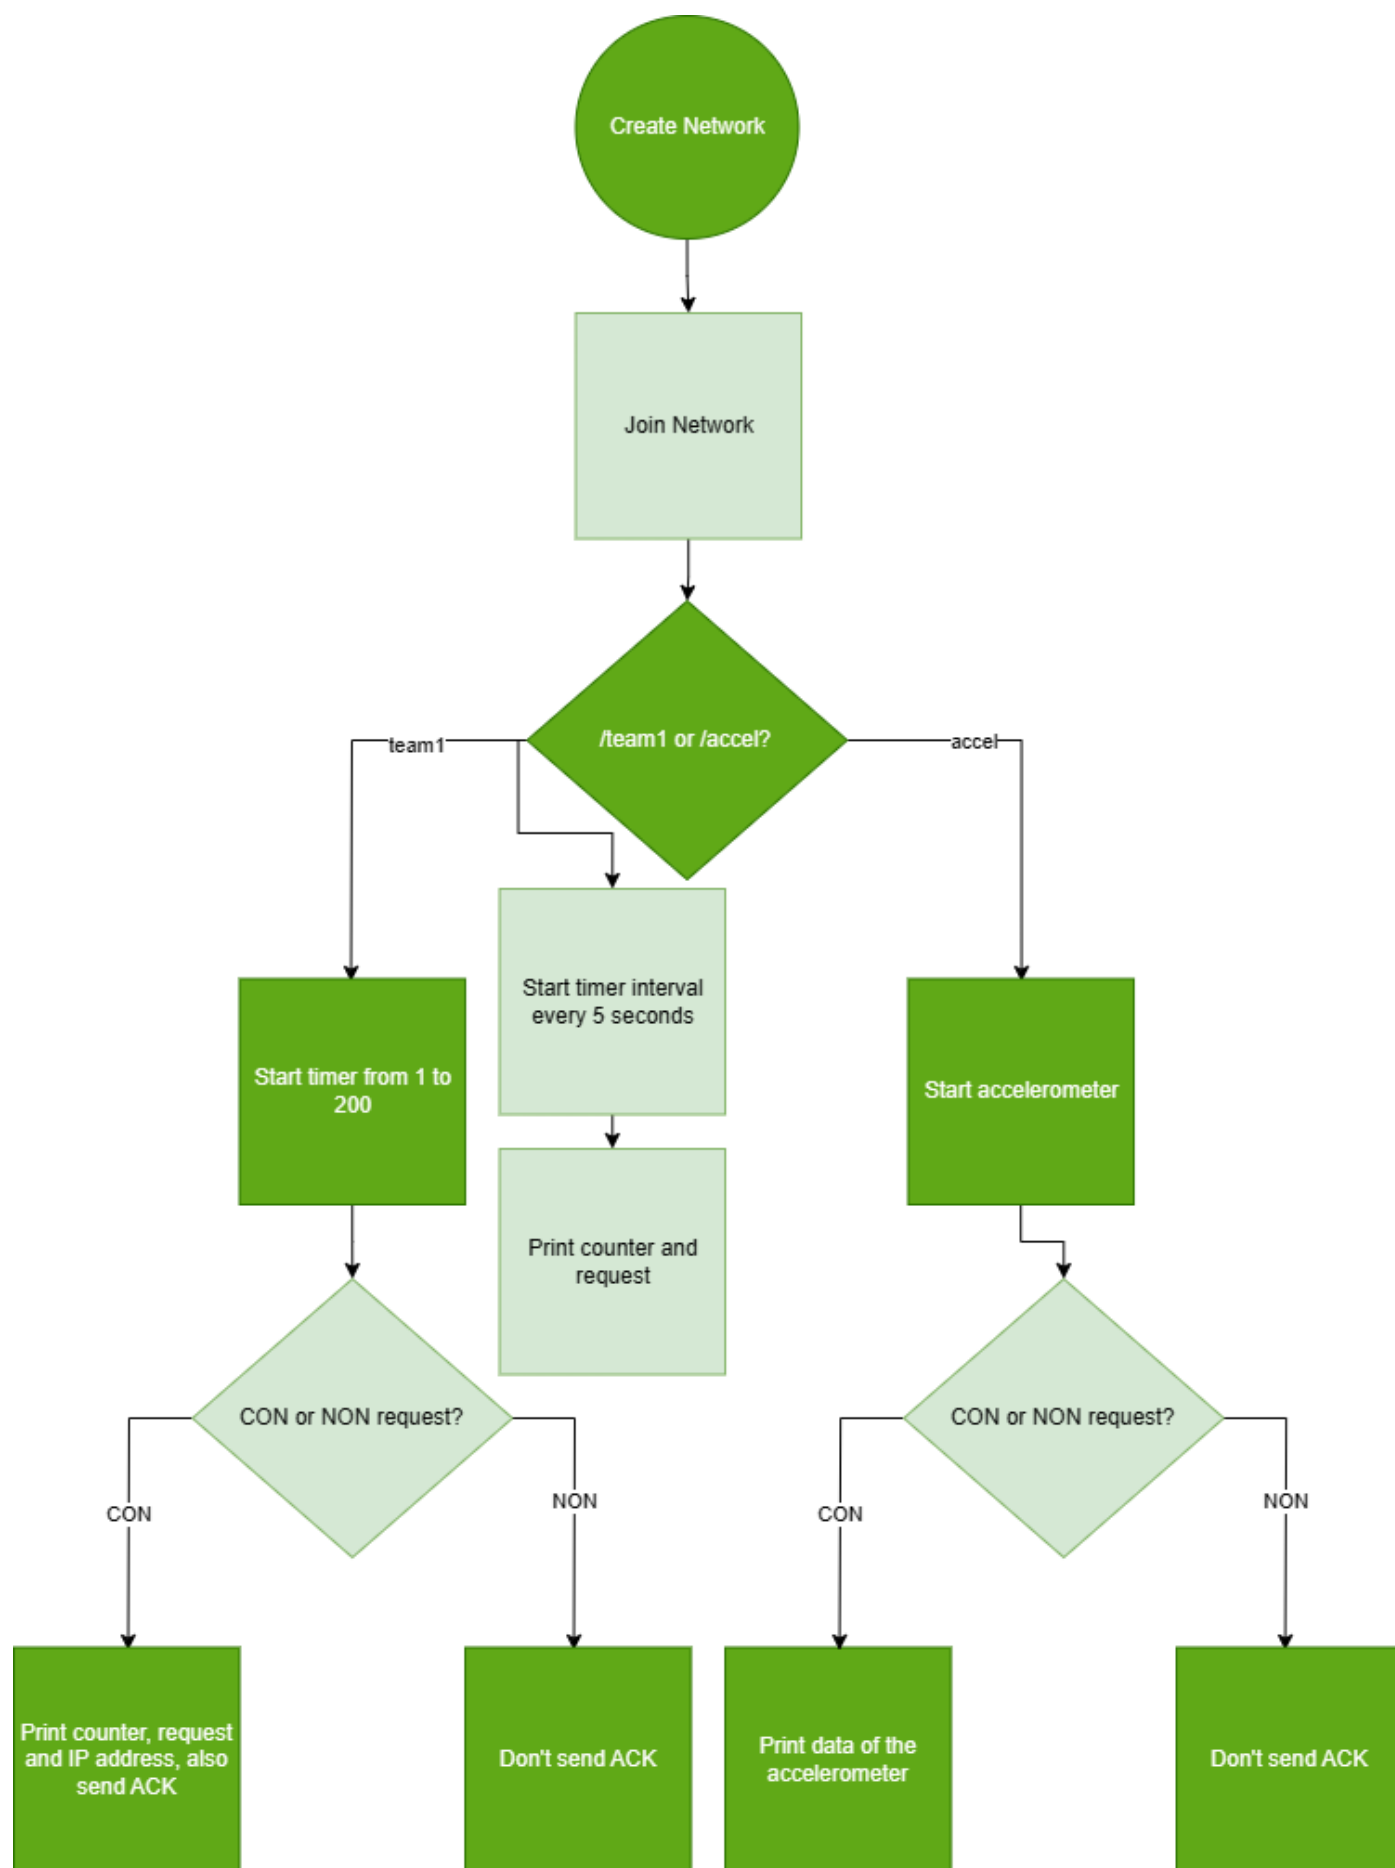 Create Network
Join Network
/team1 or /accel?
team1
accel
Start timer interval
every 5 seconds
Start timer from 1 to
200
Start accelerometer
Print counter and
request
CON or NON request?
CON or NON request?
CON
NON
CON
NON
Print counter, request
and IP address, also
send ACK
Don't send ACK
Print data of the
accelerometer
Don't send ACK